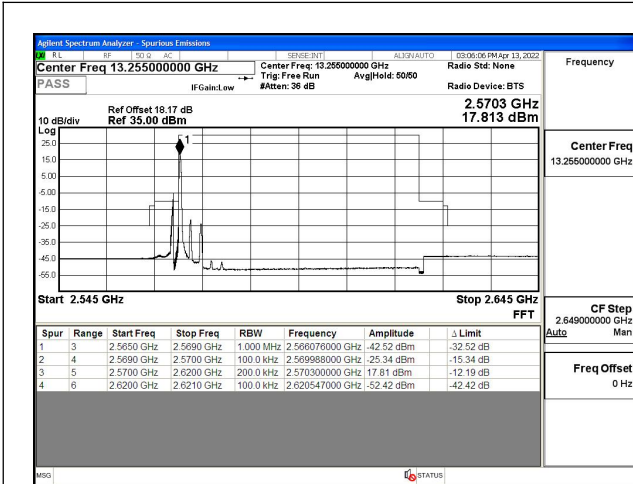 Agilent Spectrum Analyzer - Spurious Emissions
RL RF 50 Ω AC SENSE:INT ALIGNAUTO 03:06:06 PM Apr 13, 2022
Center Freq 13.255000000 GHz
PASS
IFGain:Low
Center Freq: 13.255000000 GHz
Trig: Free Run Avg|Hold: 50/50
#Atten: 36 dB
Radio Std: None
Radio Device: BTS
Frequency
Ref Offset 18.17 dB
10 dB/div Ref 35.00 dBm
2.5703 GHz
17.813 dBm
Log
1
25.0
15.0
5.00
-5.00
-15.0
-25.0
-35.0
-45.0
-55.0
Start 2.545 GHz Stop 2.645 GHz
FFT
Spur Range Start Freq Stop Freq RBW Frequency Amplitude Δ Limit
1 3 2.5650 GHz 2.5690 GHz 1.000 MHz 2.566076000 GHz -42.52 dBm -32.52 dB
2 4 2.5690 GHz 2.5700 GHz 100.0 kHz 2.569988000 GHz -25.34 dBm -15.34 dB
3 5 2.5700 GHz 2.6200 GHz 200.0 kHz 2.570300000 GHz 17.81 dBm -12.19 dB
4 6 2.6200 GHz 2.6210 GHz 100.0 kHz 2.620547000 GHz -52.42 dBm -42.42 dB
Center Freq
13.255000000 GHz
CF Step
2.649000000 GHz
Auto Man
Freq Offset
0 Hz
MSG STATUS